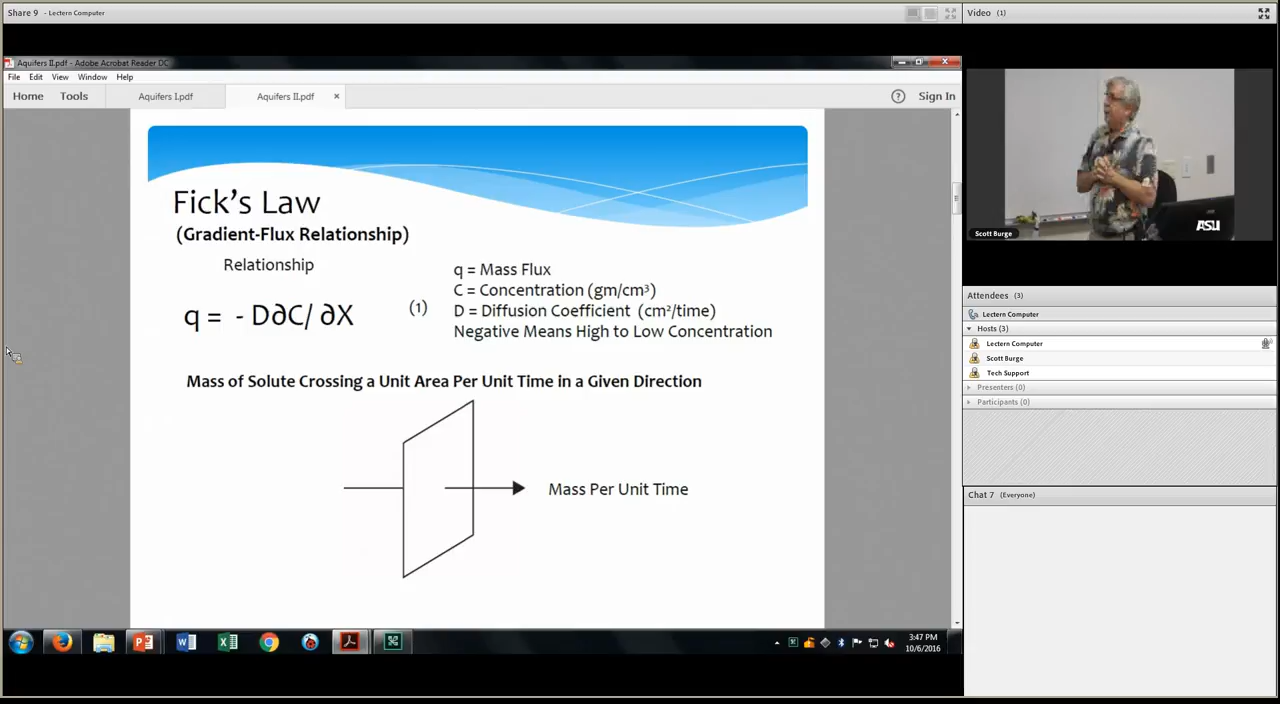 Share 9 - Lectern Computer
Video (1)
Aquifers II.pdf - Adobe Acrobat Reader DC
File Edit View Window Help
Home Tools Aquifers I.pdf Aquifers II.pdf × ? Sign In
Fick's Law
(Gradient-Flux Relationship)
Relationship
q = - D∂C/ ∂X (1)
q = Mass Flux
C = Concentration (gm/cm³)
D = Diffusion Coefficient (cm²/time)
Negative Means High to Low Concentration
Mass of Solute Crossing a Unit Area Per Unit Time in a Given Direction
Mass Per Unit Time
3:47 PM
10/6/2016
Scott Burge
ASU
Attendees (3)
Lectern Computer
Hosts (3)
Lectern Computer
Scott Burge
Tech Support
Presenters (0)
Participants (0)
Chat 7 (Everyone)